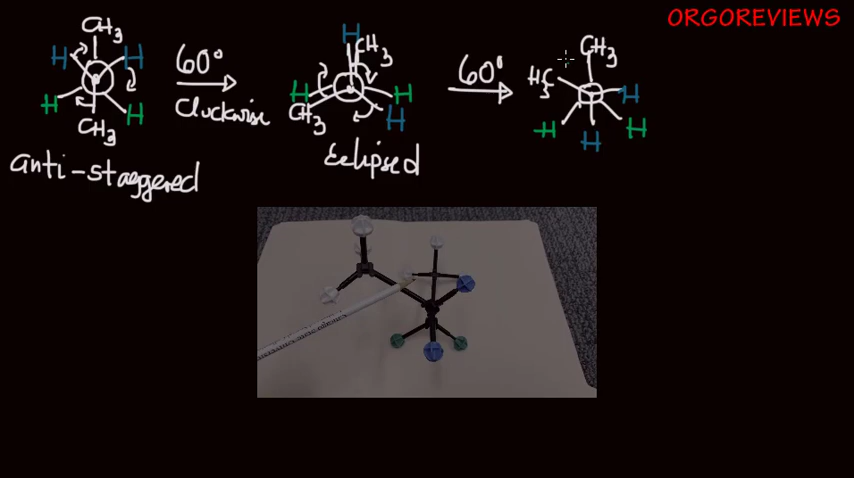 ORGOREVIEWS
CH3
H H
H H
CH3
anti-staggered
60°
Clockwise
H
CH3
H H
CH3 H
Eclipsed
60°
CH3
H3C
H
H H
H